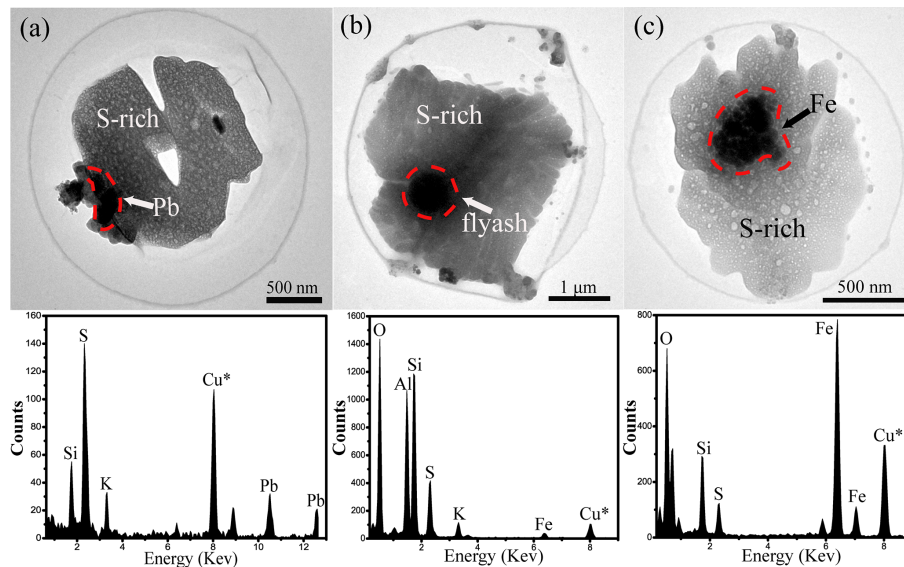 (a)
S-rich
Pb
500 nm
(b)
S-rich
flyash
1 μm
(c)
Fe
S-rich
500 nm
160
140
120
100
80
60
40
20
0
Counts
S
Si
K
Cu*
Pb
Pb
2 4 6 8 10 12
Energy (Kev)
1600
1400
1200
1000
800
600
400
200
0
Counts
O
Al
Si
S
K
Fe
Cu*
2 4 6 8
Energy (Kev)
800
600
400
200
0
Counts
O
Si
S
Fe
Fe
Cu*
2 4 6 8
Energy (Kev)